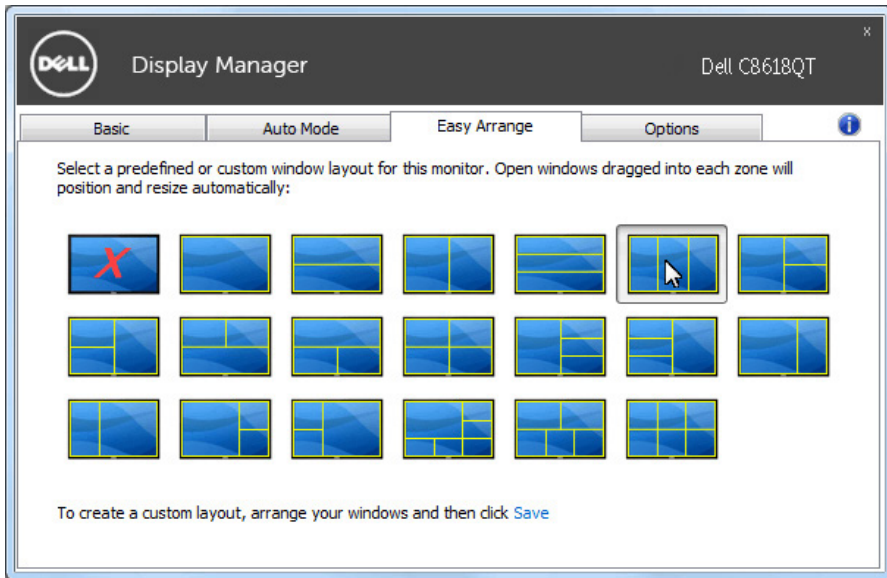 x
DELL
Display Manager
Dell C8618QT
Basic
Auto Mode
Easy Arrange
Options
i
Select a predefined or custom window layout for this monitor. Open windows dragged into each zone will
position and resize automatically:
X
To create a custom layout, arrange your windows and then click Save